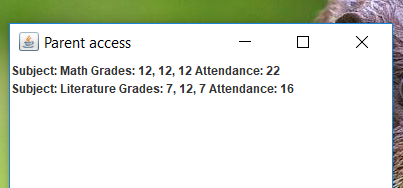 Parent access
Subject: Math Grades: 12, 12, 12 Attendance: 22
Subject: Literature Grades: 7, 12, 7 Attendance: 16